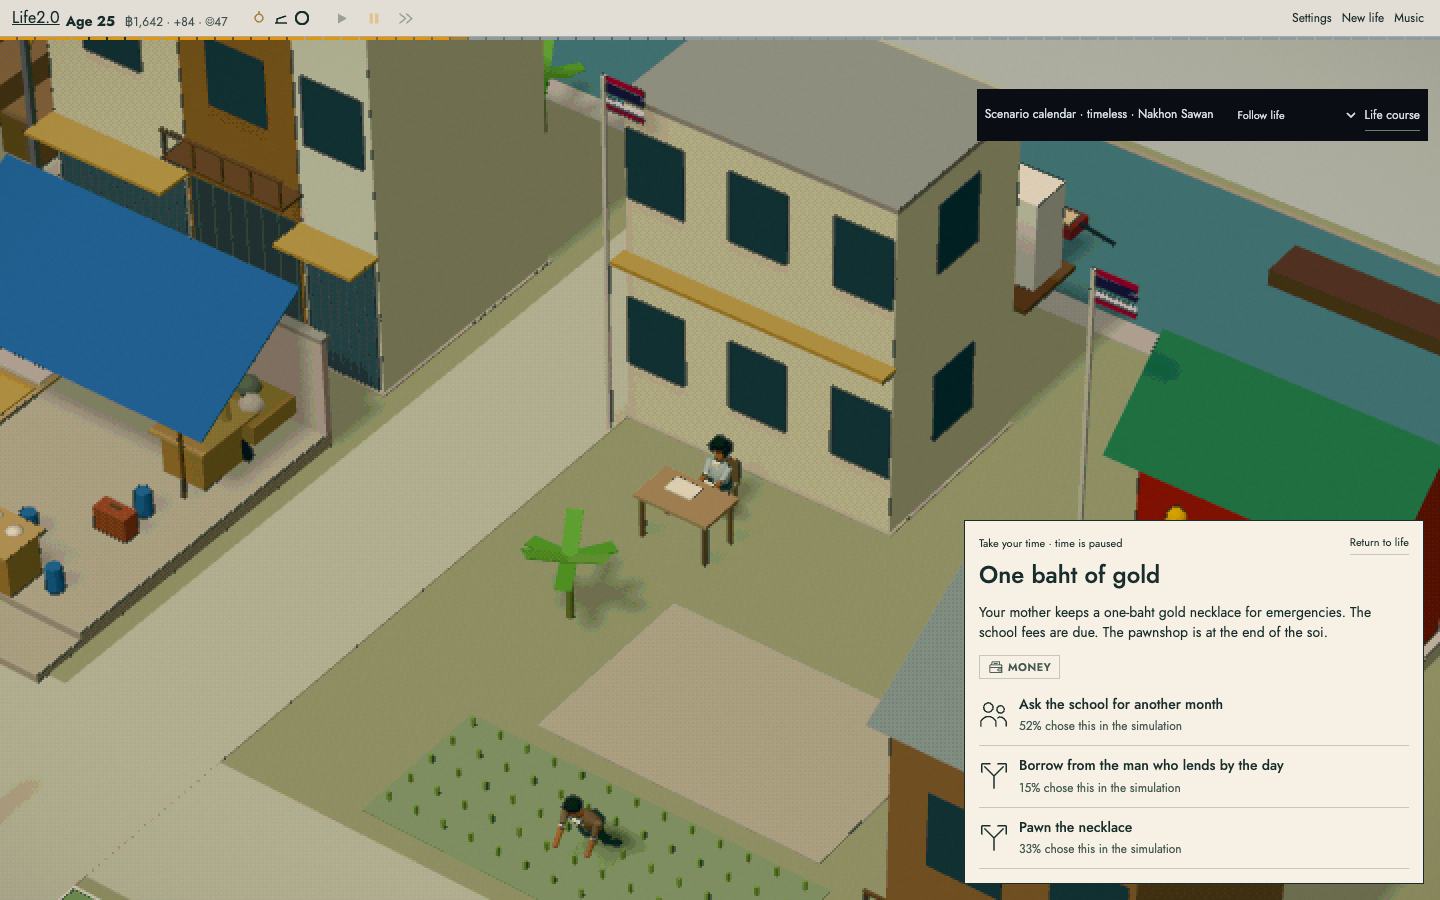 Life2.0 Age 25 ฿1,642 · +84 · ◎47
Settings New life Music
Scenario calendar · timeless · Nakhon Sawan Follow life Life course
Take your time · time is paused Return to life
One baht of gold
Your mother keeps a one-baht gold necklace for emergencies. The
school fees are due. The pawnshop is at the end of the soi.
MONEY
Ask the school for another month
52% chose this in the simulation
Borrow from the man who lends by the day
15% chose this in the simulation
Pawn the necklace
33% chose this in the simulation